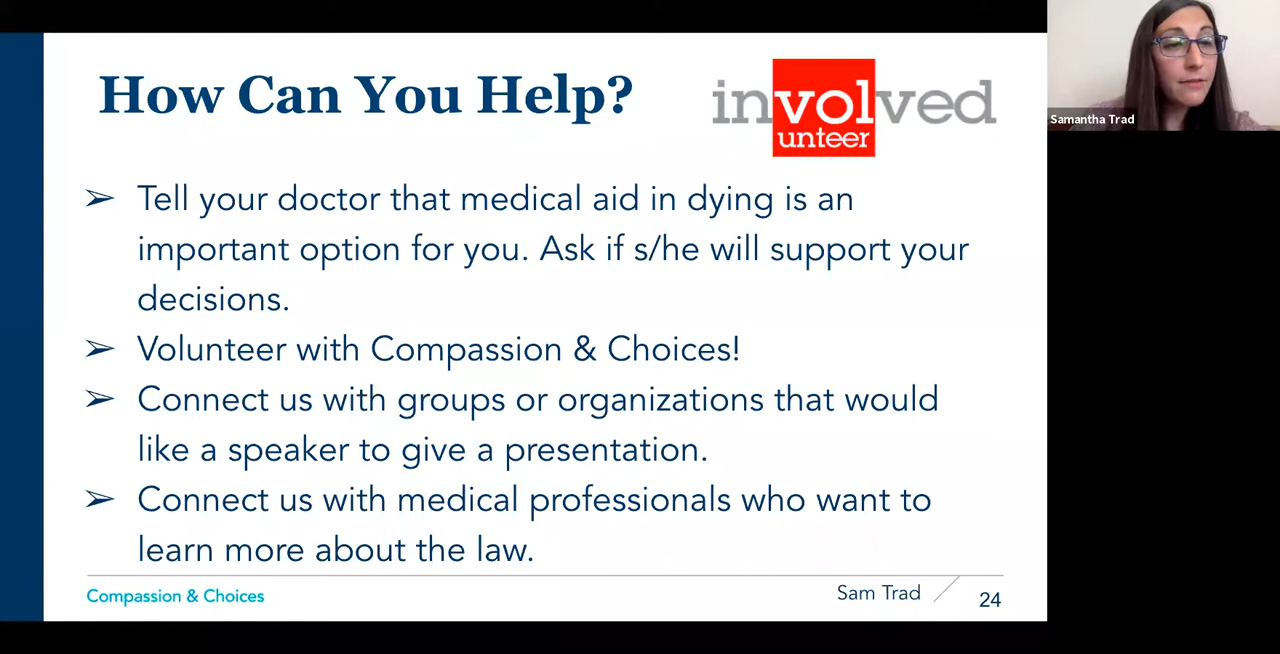 How Can You Help?
involved
unteer
Samantha Trad
➢ Tell your doctor that medical aid in dying is an
important option for you. Ask if s/he will support your
decisions.
➢ Volunteer with Compassion & Choices!
➢ Connect us with groups or organizations that would
like a speaker to give a presentation.
➢ Connect us with medical professionals who want to
learn more about the law.
Compassion & Choices
Sam Trad
24